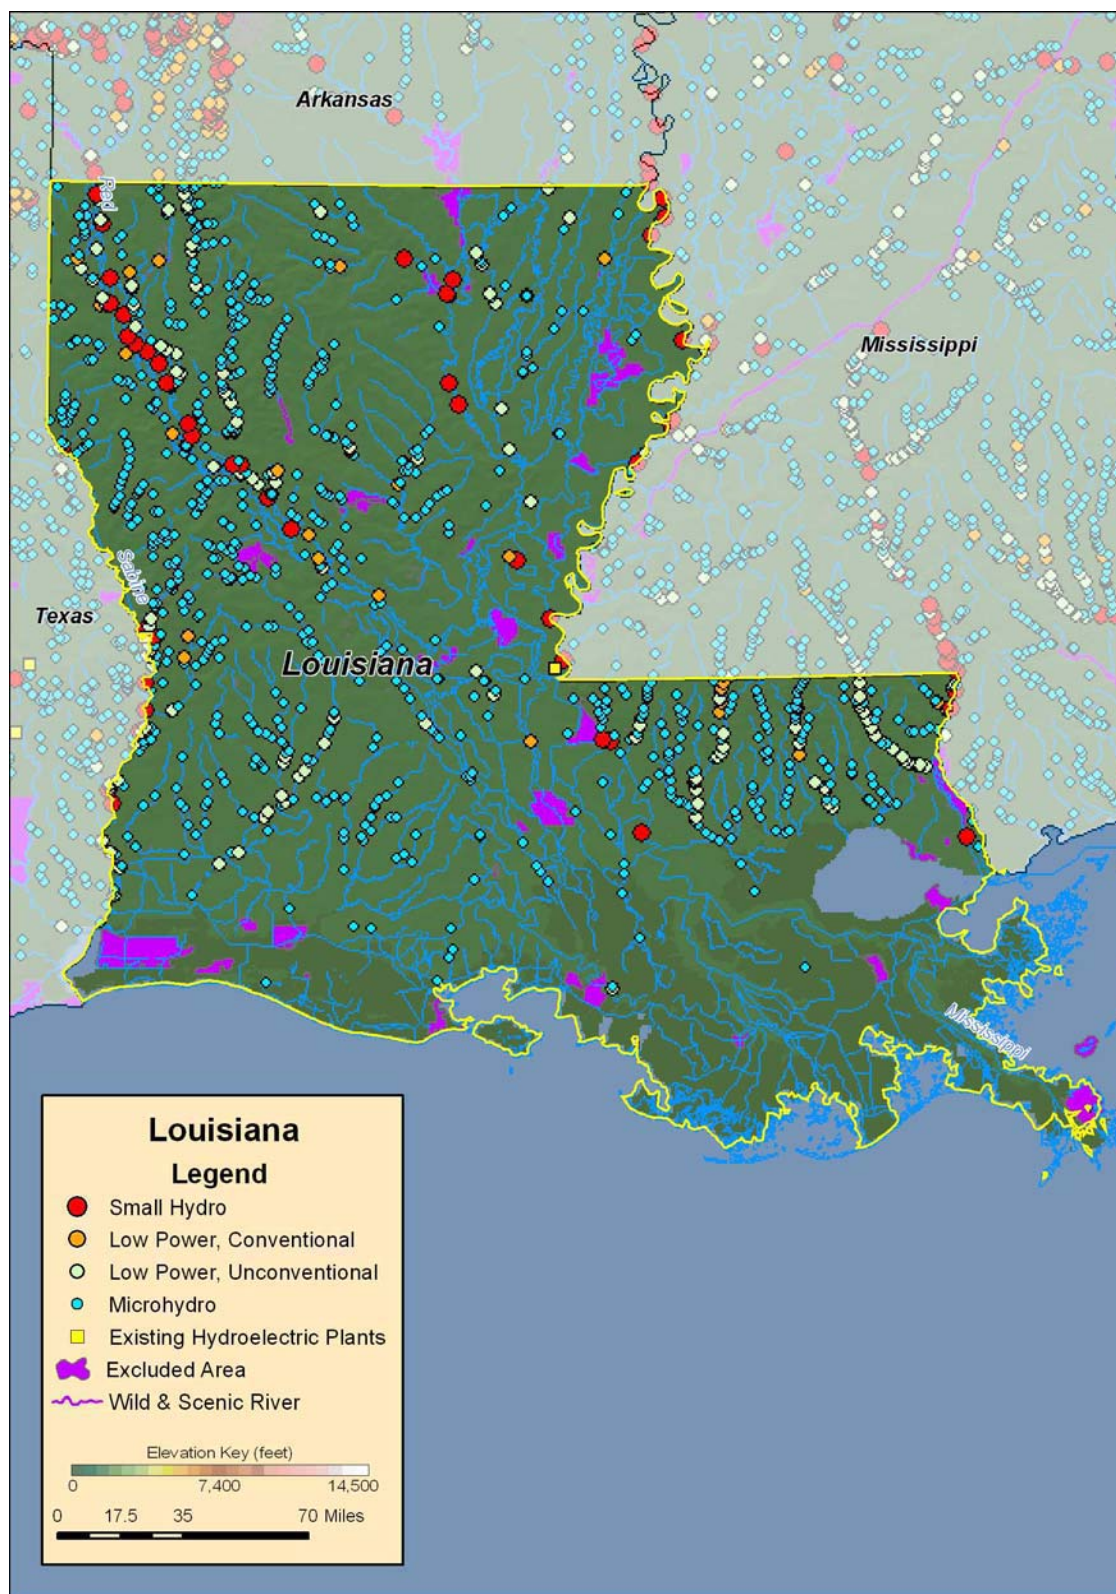 Arkansas
Red
Mississippi
Sabine
Texas
Louisiana
Mississippi
Louisiana
Legend
Small Hydro
Low Power, Conventional
Low Power, Unconventional
Microhydro
Existing Hydroelectric Plants
Excluded Area
Wild & Scenic River
Elevation Key (feet)
0 7,400 14,500
0 17.5 35 70 Miles